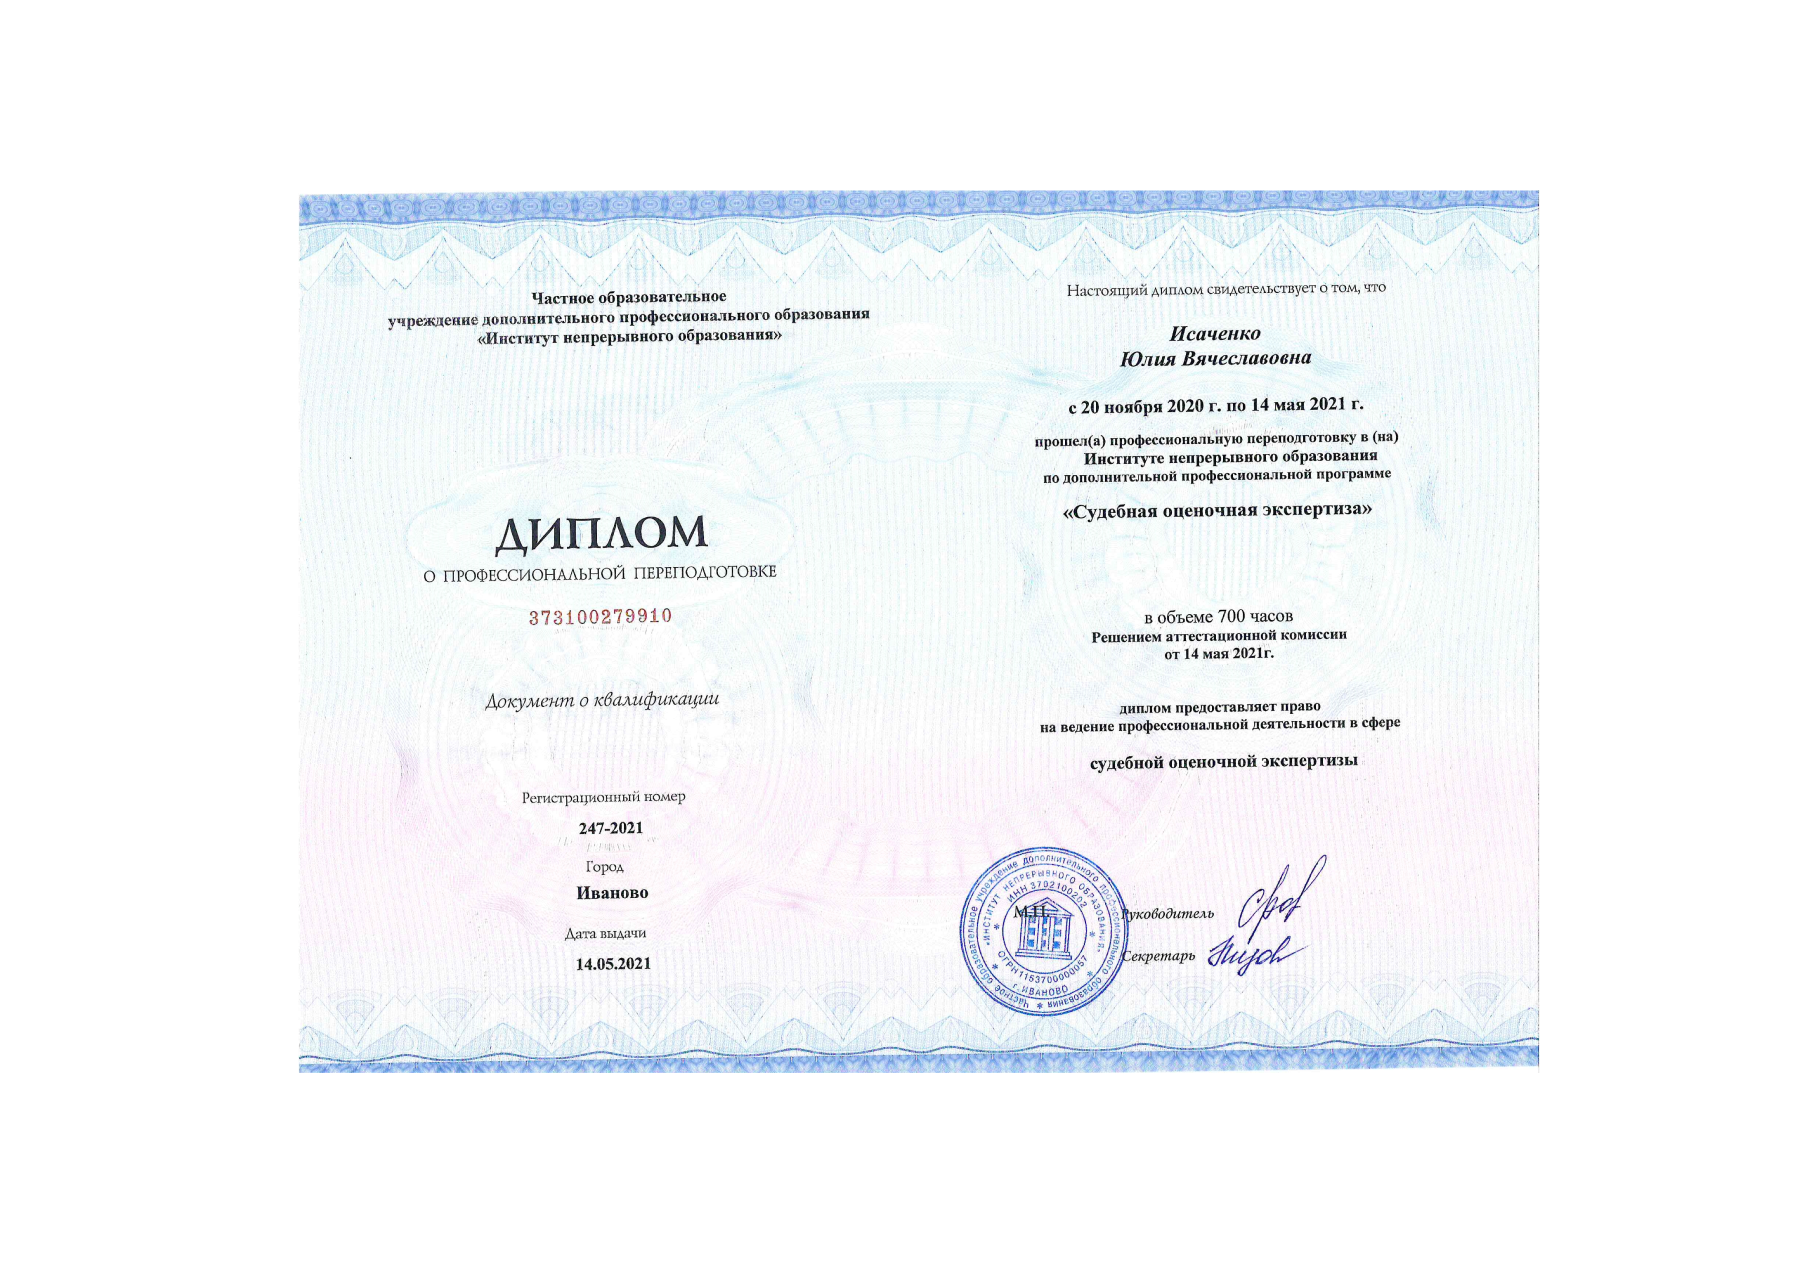 Частное образовательное
учреждение дополнительного профессионального образования
«Институт непрерывного образования»
ДИПЛОМ
О ПРОФЕССИОНАЛЬНОЙ ПЕРЕПОДГОТОВКЕ
373100279910
Документ о квалификации
Регистрационный номер
247-2021
Город
Иваново
Дата выдачи
14.05.2021
Настоящий диплом свидетельствует о том, что
Исаченко
Юлия Вячеславовна
с 20 ноября 2020 г. по 14 мая 2021 г.
прошел(а) профессиональную переподготовку в (на)
Институте непрерывного образования
по дополнительной профессиональной программе
«Судебная оценочная экспертиза»
в объеме 700 часов
Решением аттестационной комиссии
от 14 мая 2021г.
диплом предоставляет право
на ведение профессиональной деятельности в сфере
судебной оценочной экспертизы
М.П.
Руководитель
Секретарь
Частное образовательное учреждение дополнительного профессионального образования
«ИНСТИТУТ НЕПРЕРЫВНОГО ОБРАЗОВАНИЯ»
ИНН 3702100202
ОГРН 1153700000057
г. ИВАНОВО